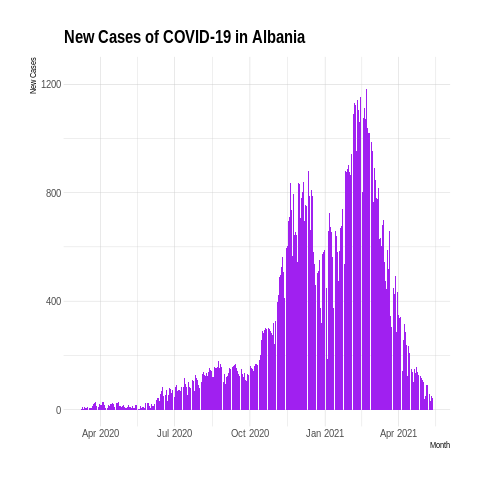 New Cases of COVID-19 in Albania
New Cases
1200
800
400
0
Apr 2020 Jul 2020 Oct 2020 Jan 2021 Apr 2021
Month